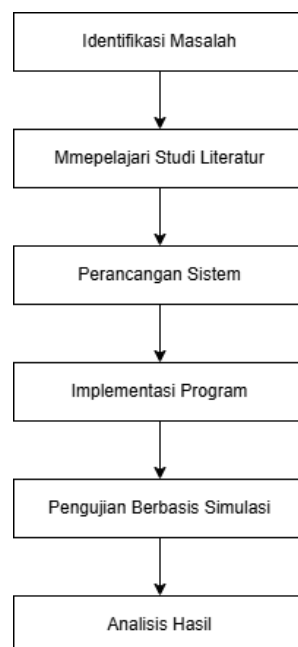 Identifikasi Masalah
Mmepelajari Studi Literatur
Perancangan Sistem
Implementasi Program
Pengujian Berbasis Simulasi
Analisis Hasil